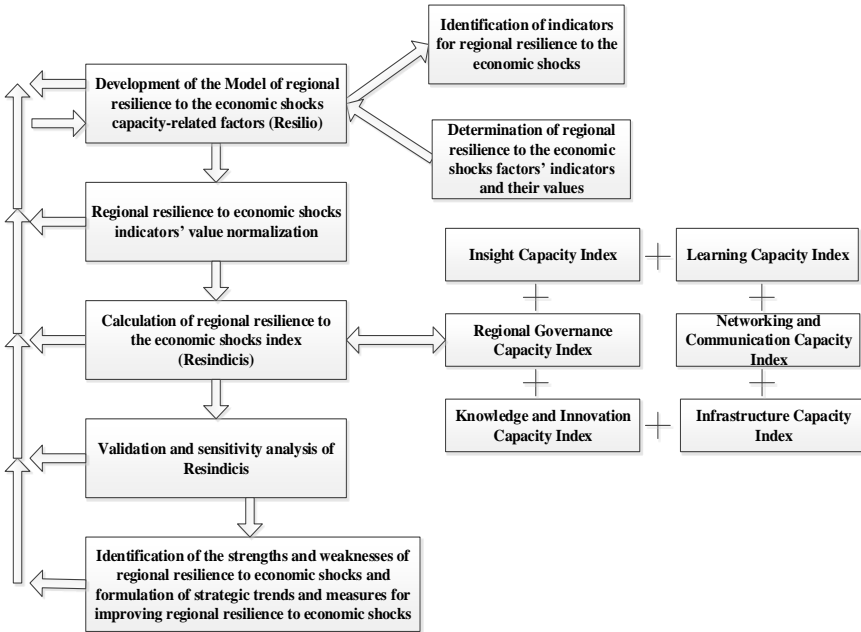 Identification of indicators
for regional resilience to the
economic shocks
Development of the Model of regional
resilience to the economic shocks
capacity-related factors (Resilio)
Determination of regional
resilience to the economic
shocks factors’ indicators
and their values
Regional resilience to economic shocks
indicators’ value normalization
Insight Capacity Index
Learning Capacity Index
Calculation of regional resilience to
the economic shocks index
(Resindicis)
Regional Governance
Capacity Index
Networking and
Communication Capacity
Index
Knowledge and Innovation
Capacity Index
Infrastructure Capacity
Index
Validation and sensitivity analysis of
Resindicis
Identification of the strengths and weaknesses of
regional resilience to economic shocks and
formulation of strategic trends and measures for
improving regional resilience to economic shocks